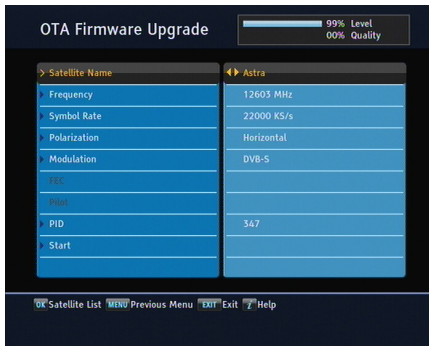 OTA Firmware Upgrade
99% Level
00% Quality
> Satellite Name Astra
Frequency 12603 MHz
Symbol Rate 22000 KS/s
Polarization Horizontal
Modulation DVB-S
FEC
Pilot
PID 347
Start
OK Satellite List MENU Previous Menu EXIT Exit i Help